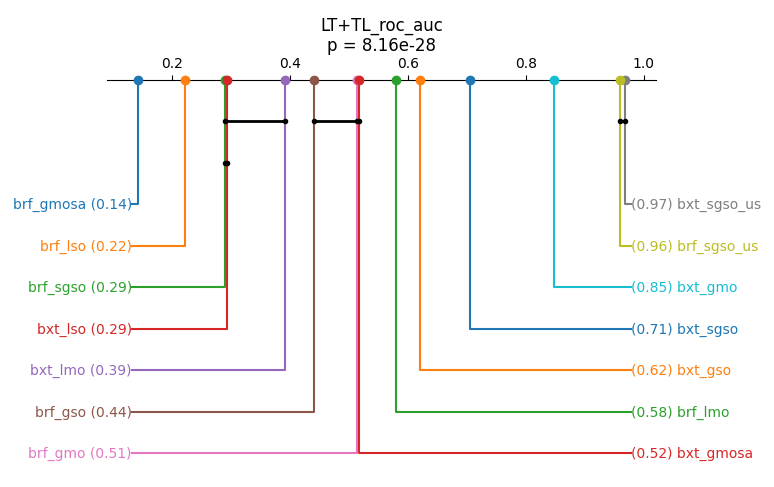 LT+TL_roc_auc
p = 8.16e-28
0.2 0.4 0.6 0.8 1.0
brf_gmosa (0.14) (0.97) bxt_sgso_us
brf_lso (0.22) (0.96) brf_sgso_us
brf_sgso (0.29) (0.85) bxt_gmo
bxt_lso (0.29) (0.71) bxt_sgso
bxt_lmo (0.39) (0.62) bxt_gso
brf_gso (0.44) (0.58) brf_lmo
brf_gmo (0.51) (0.52) bxt_gmosa